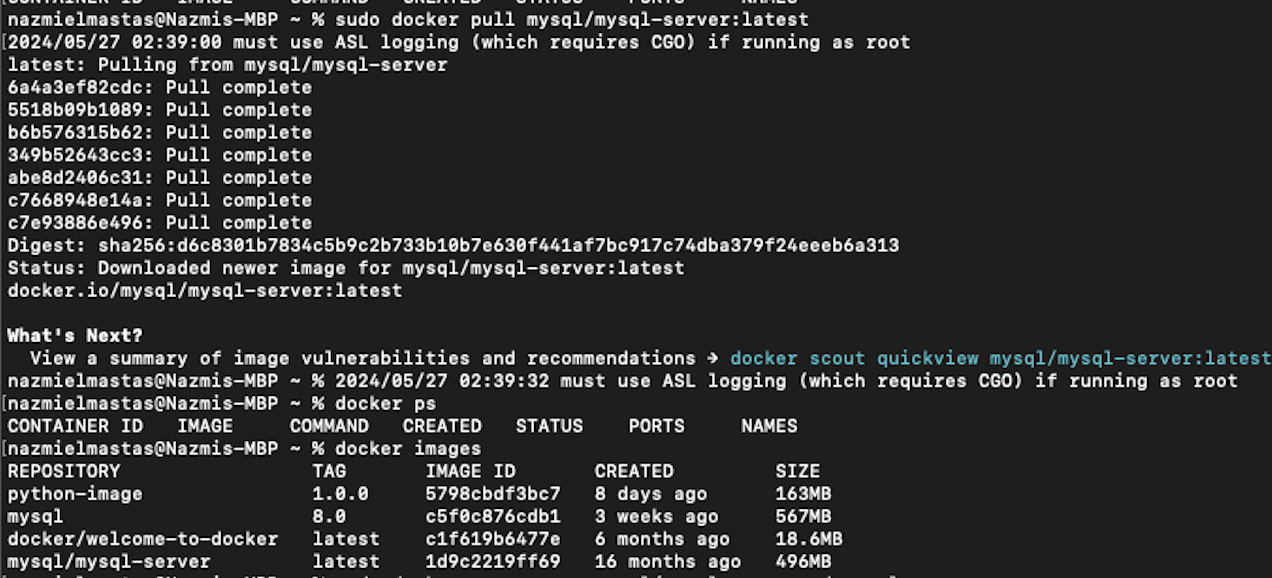 CONTAINER ID IMAGE COMMAND CREATED STATUS PORTS NAMES
nazmielmastas@Nazmis-MBP ~ % sudo docker pull mysql/mysql-server:latest
[2024/05/27 02:39:00 must use ASL logging (which requires CGO) if running as root
latest: Pulling from mysql/mysql-server
6a4a3ef82cdc: Pull complete
5518b09b1089: Pull complete
b6b576315b62: Pull complete
349b52643cc3: Pull complete
abe8d2406c31: Pull complete
c7668948e14a: Pull complete
c7e93886e496: Pull complete
Digest: sha256:d6c8301b7834c5b9c2b733b10b7e630f441af7bc917c74dba379f24eeeb6a313
Status: Downloaded newer image for mysql/mysql-server:latest
docker.io/mysql/mysql-server:latest
What's Next?
View a summary of image vulnerabilities and recommendations → docker scout quickview mysql/mysql-server:latest
nazmielmastas@Nazmis-MBP ~ % 2024/05/27 02:39:32 must use ASL logging (which requires CGO) if running as root
[nazmielmastas@Nazmis-MBP ~ % docker ps
CONTAINER ID IMAGE COMMAND CREATED STATUS PORTS NAMES
[nazmielmastas@Nazmis-MBP ~ % docker images
REPOSITORY TAG IMAGE ID CREATED SIZE
python-image 1.0.0 5798cbdf3bc7 8 days ago 163MB
mysql 8.0 c5f0c876cdb1 3 weeks ago 567MB
docker/welcome-to-docker latest c1f619b6477e 6 months ago 18.6MB
mysql/mysql-server latest 1d9c2219ff69 16 months ago 496MB